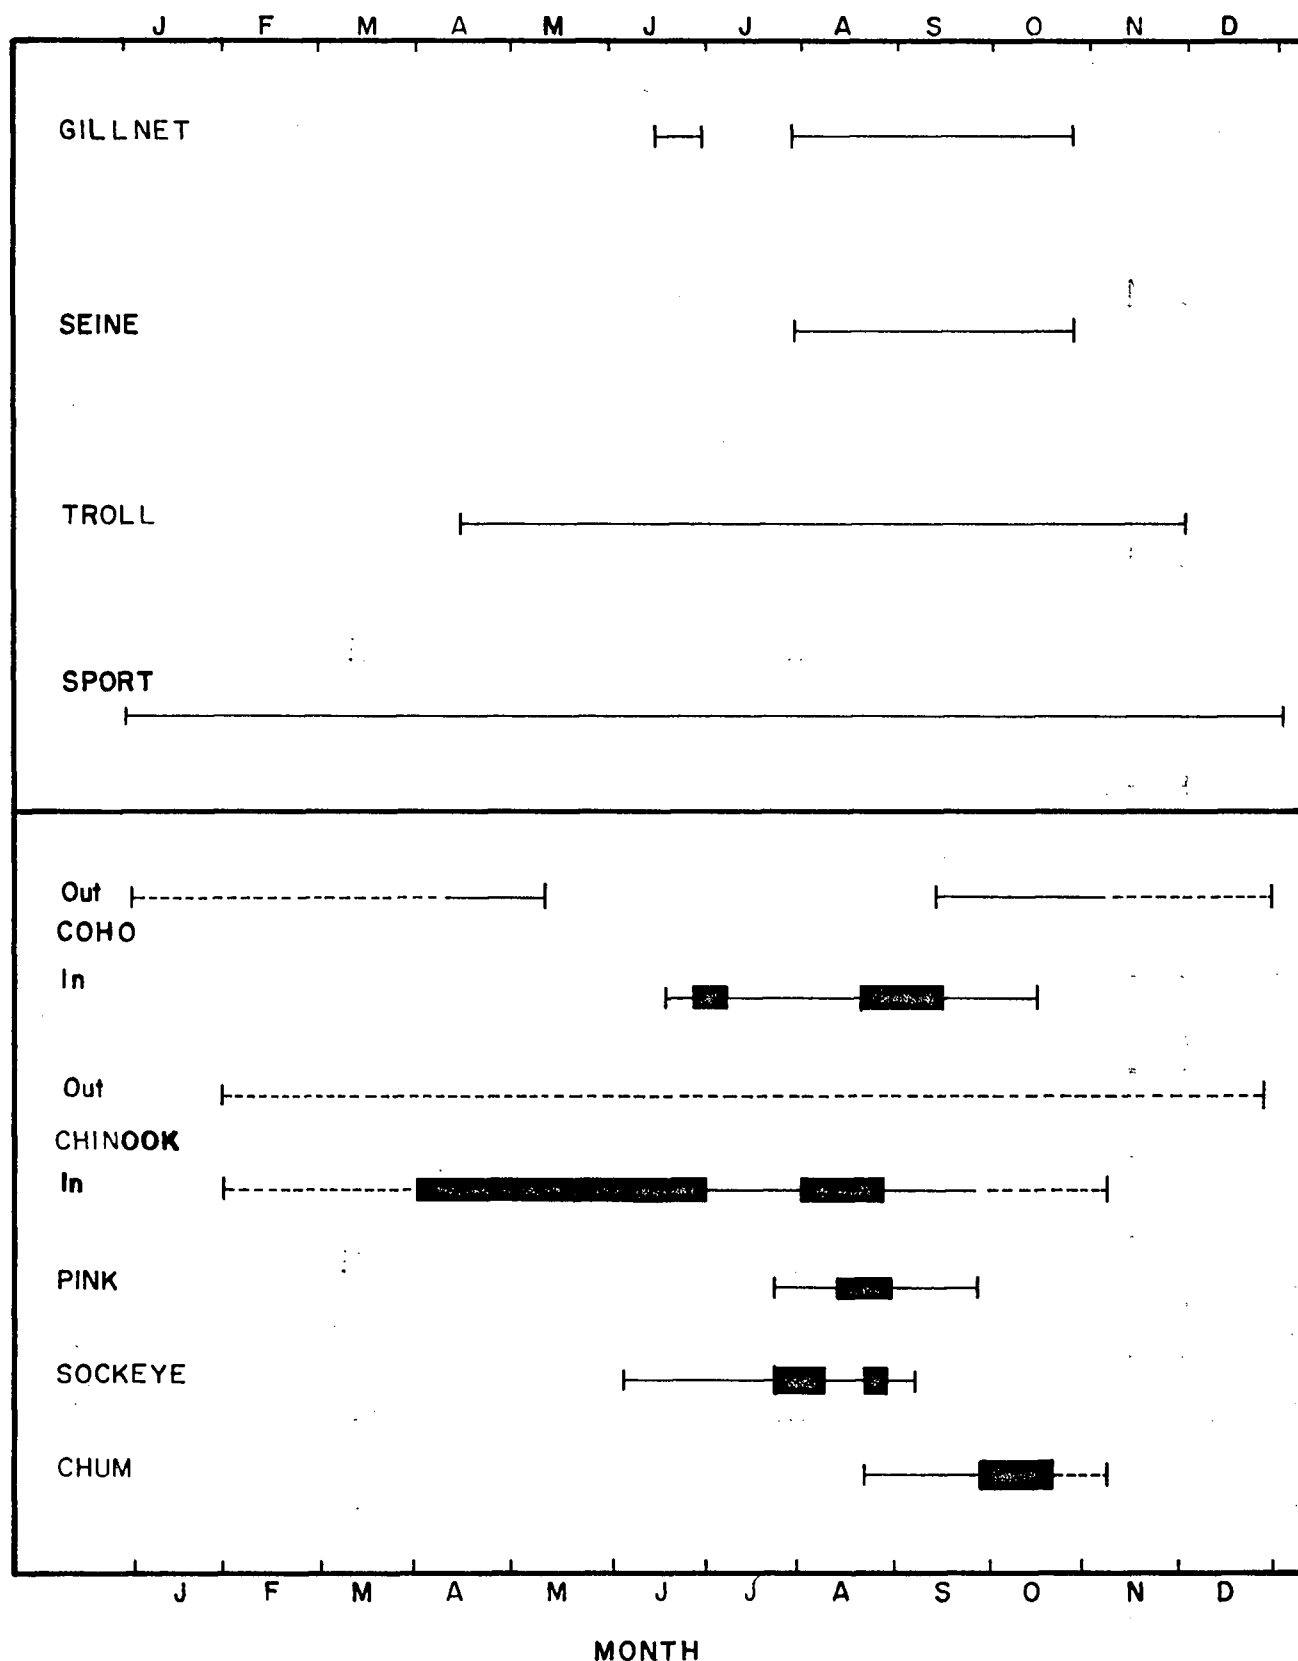 J F M A M J J A S O N D
GILLNET
SEINE
TROLL
SPORT
Out
COHO
In
Out
CHINOOK
In
PINK
SOCKEYE
CHUM
J F M A M J J A S O N D
MONTH